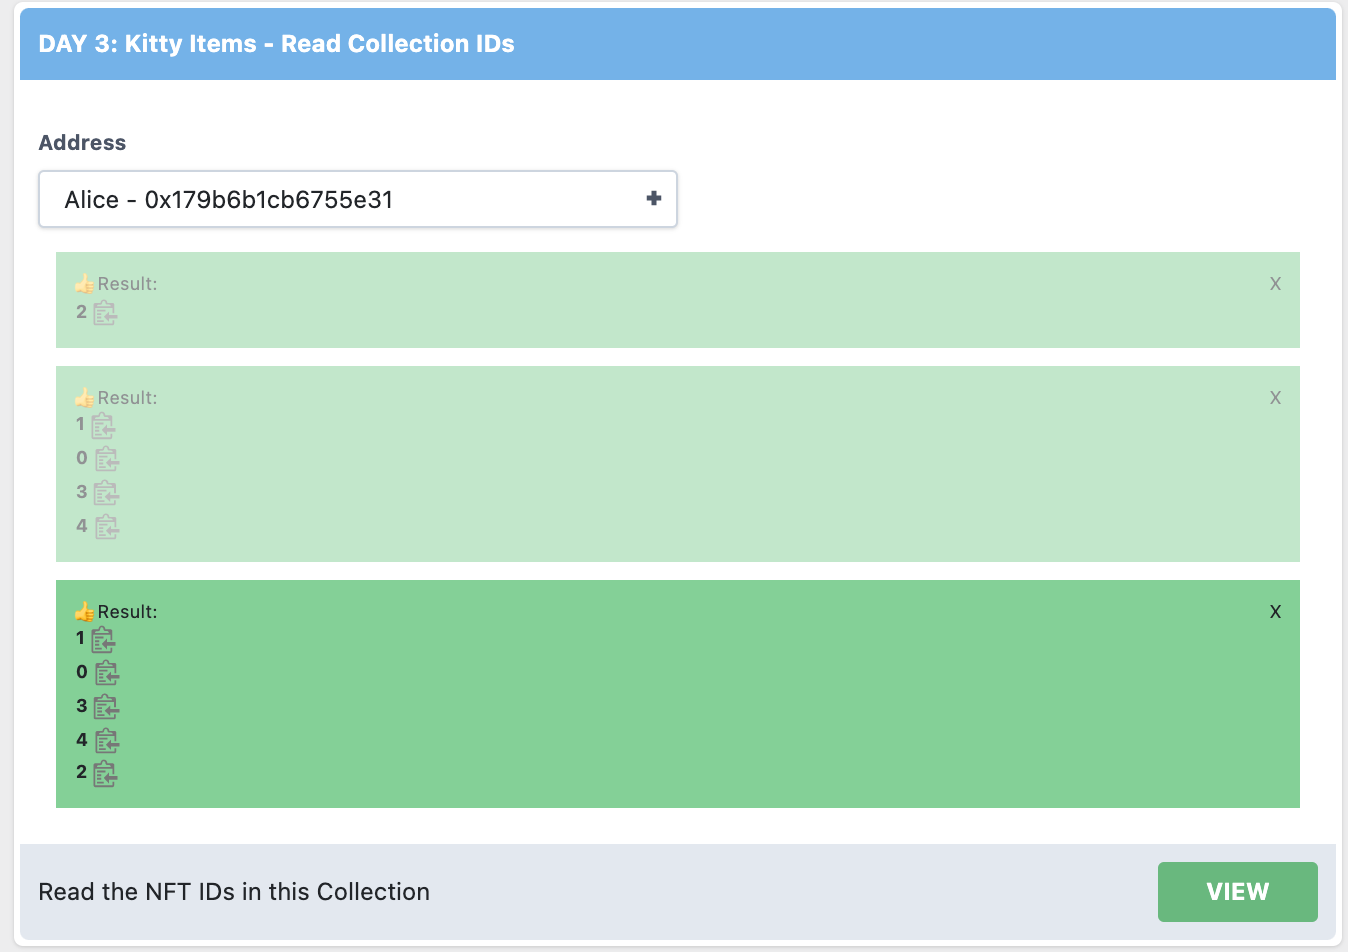 DAY 3: Kitty Items - Read Collection IDs
Address
Alice - 0x179b6b1cb6755e31
👍Result: X
2
👍Result: X
1
0
3
4
👍Result: X
1
0
3
4
2
Read the NFT IDs in this Collection VIEW